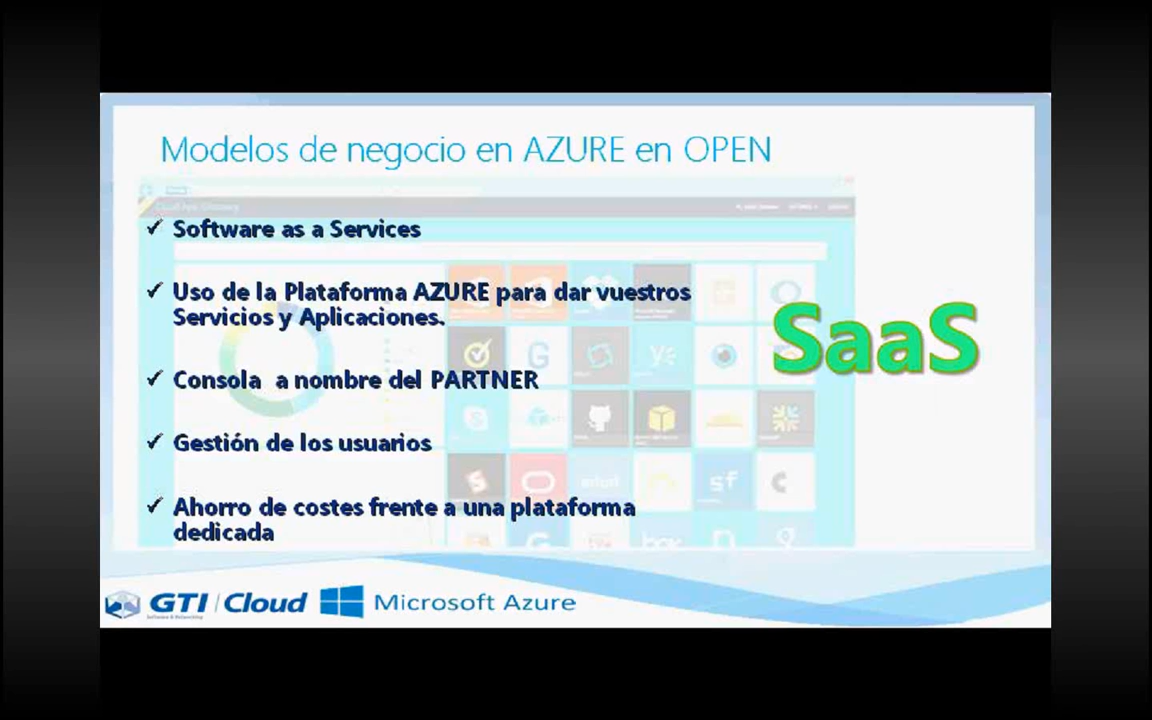 Modelos de negocio en AZURE en OPEN
✓ Software as a Services
✓ Uso de la Plataforma AZURE para dar vuestros
Servicios y Aplicaciones.
✓ Consola a nombre del PARTNER
✓ Gestión de los usuarios
✓ Ahorro de costes frente a una plataforma
dedicada
SaaS
GTI | Cloud
Software & Networking
Microsoft Azure